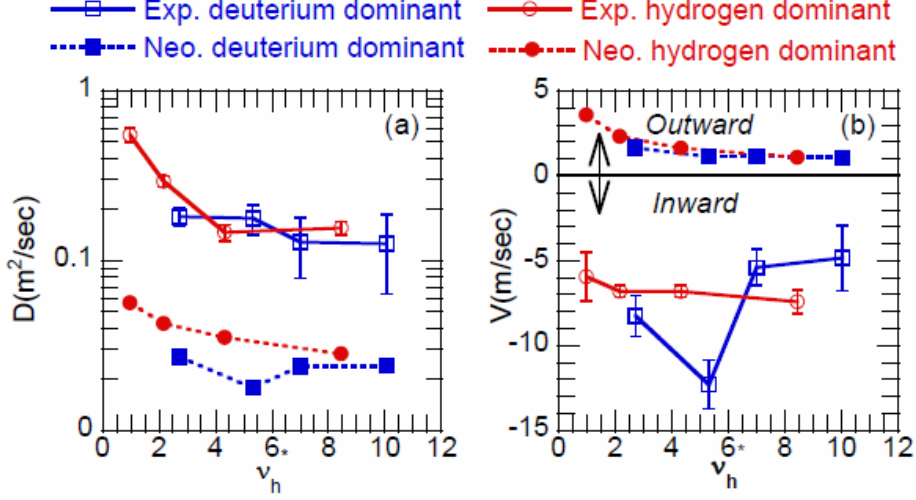 Exp. deuterium dominant
Exp. hydrogen dominant
Neo. deuterium dominant
Neo. hydrogen dominant
(a)
1
0.1
0
D(m²/sec)
0 2 4 6* 8 10 12
νh
(b)
Outward
Inward
5
0
-5
-10
-15
V(m/sec)
0 2 4 6* 8 10 12
νh